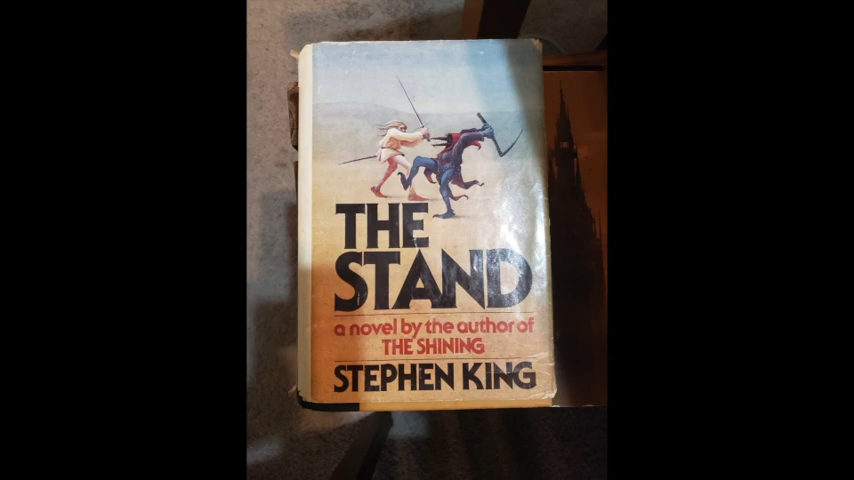 THE
STAND
a novel by the author of
THE SHINING
STEPHEN KING